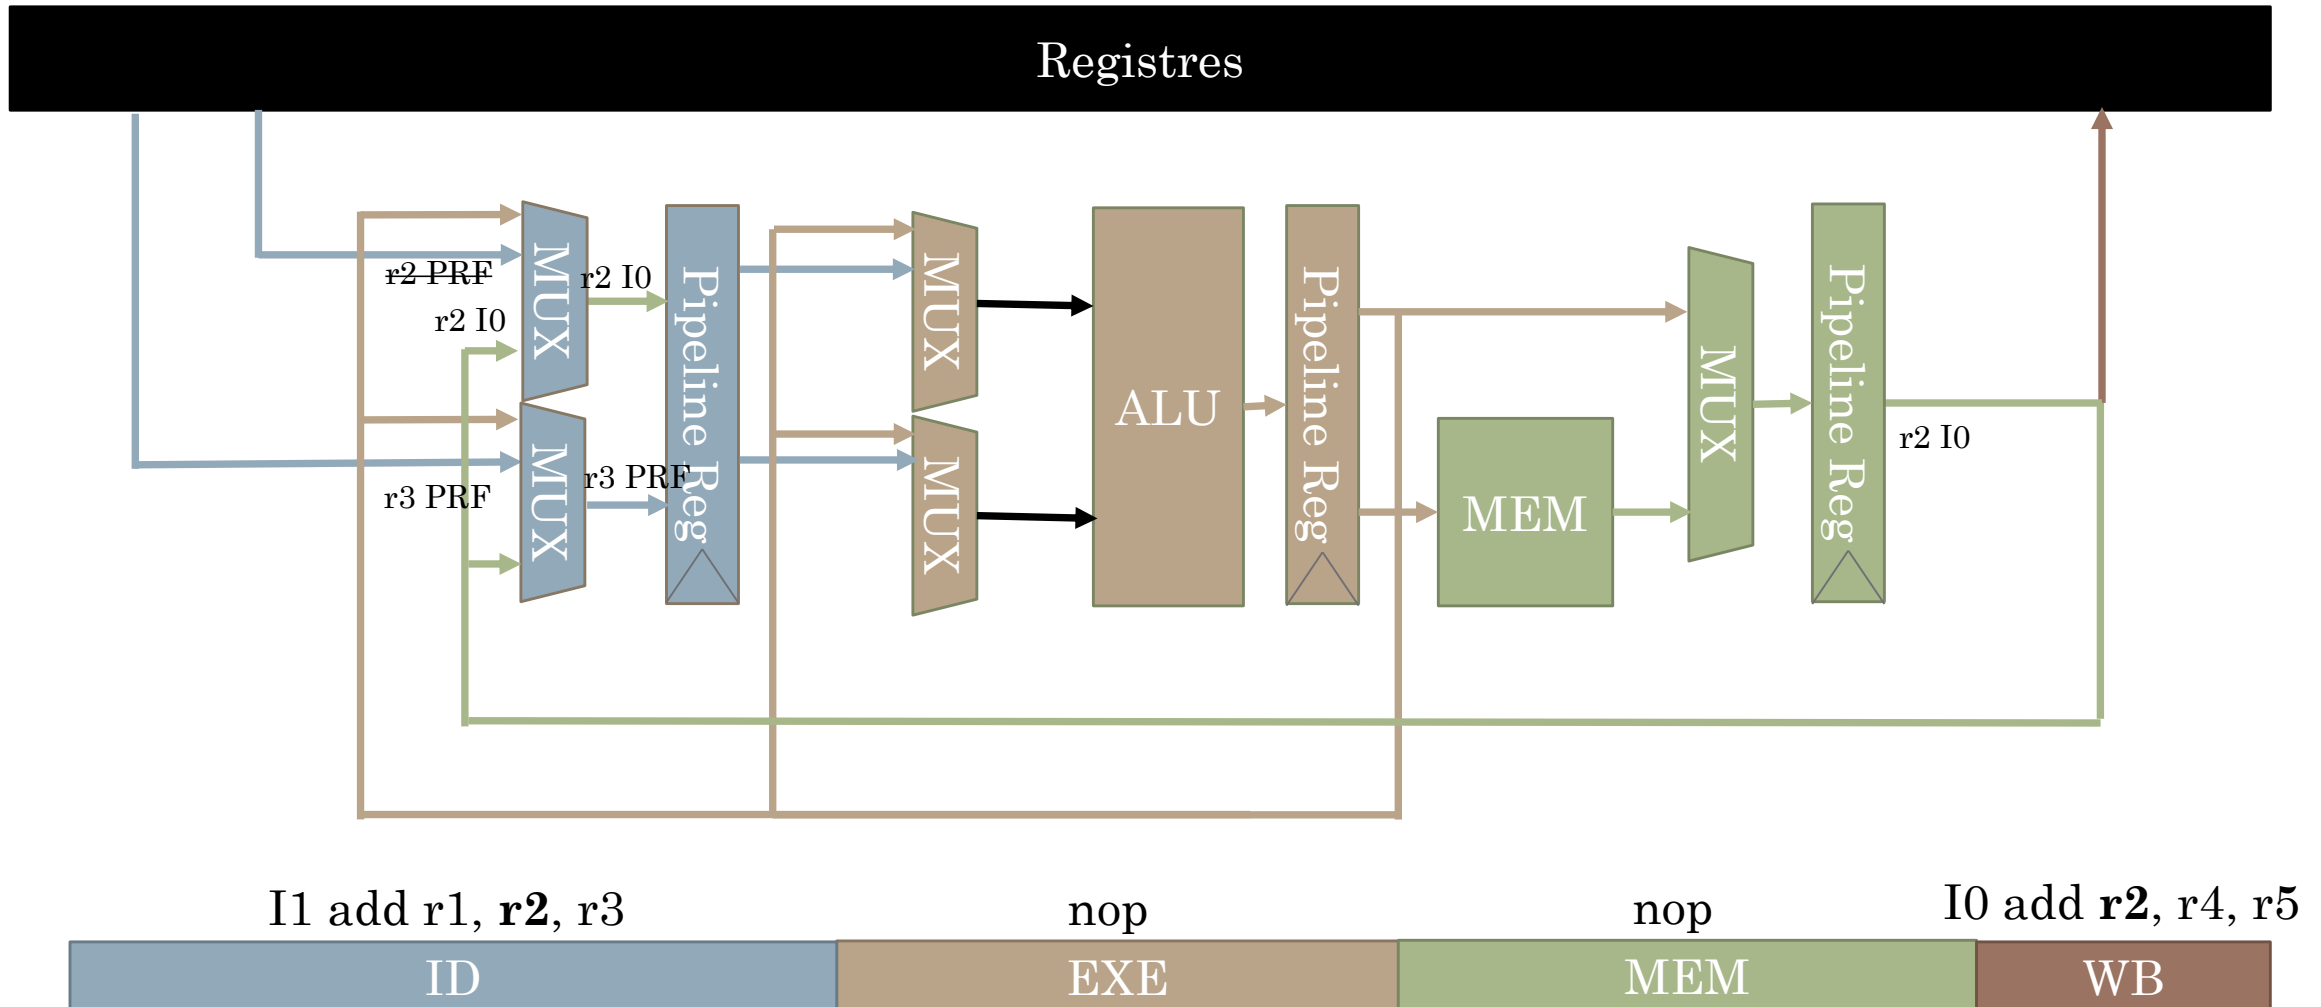 Registres
r2 PRF
r2 I0
r2 I0
r3 PRF
r3 PRF
MUX
MUX
Pipeline Reg
MUX
MUX
ALU
Pipeline Reg
MEM
MUX
Pipeline Reg
r2 I0
I1 add r1, r2, r3
nop
nop
I0 add r2, r4, r5
ID
EXE
MEM
WB